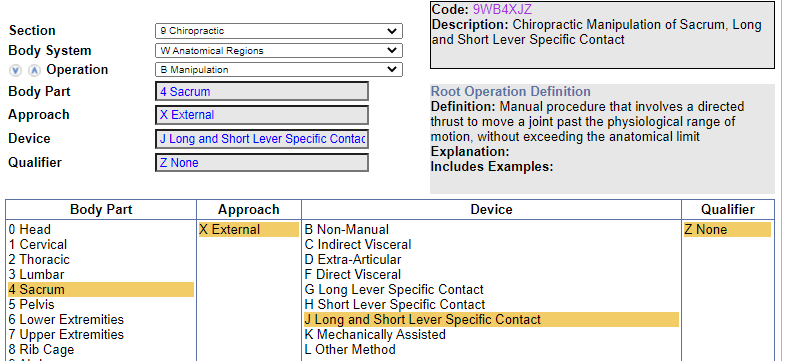 Section 9 Chiropractic
Body System W Anatomical Regions
Operation B Manipulation
Body Part 4 Sacrum
Approach X External
Device J Long and Short Lever Specific Contac
Qualifier Z None
Code: 9WB4XJZ
Description: Chiropractic Manipulation of Sacrum, Long
and Short Lever Specific Contact
Root Operation Definition
Definition: Manual procedure that involves a directed
thrust to move a joint past the physiological range of
motion, without exceeding the anatomical limit
Explanation:
Includes Examples:
Body Part Approach Device Qualifier
0 Head X External B Non-Manual Z None
1 Cervical C Indirect Visceral
2 Thoracic D Extra-Articular
3 Lumbar F Direct Visceral
4 Sacrum G Long Lever Specific Contact
5 Pelvis H Short Lever Specific Contact
6 Lower Extremities J Long and Short Lever Specific Contact
7 Upper Extremities K Mechanically Assisted
8 Rib Cage L Other Method